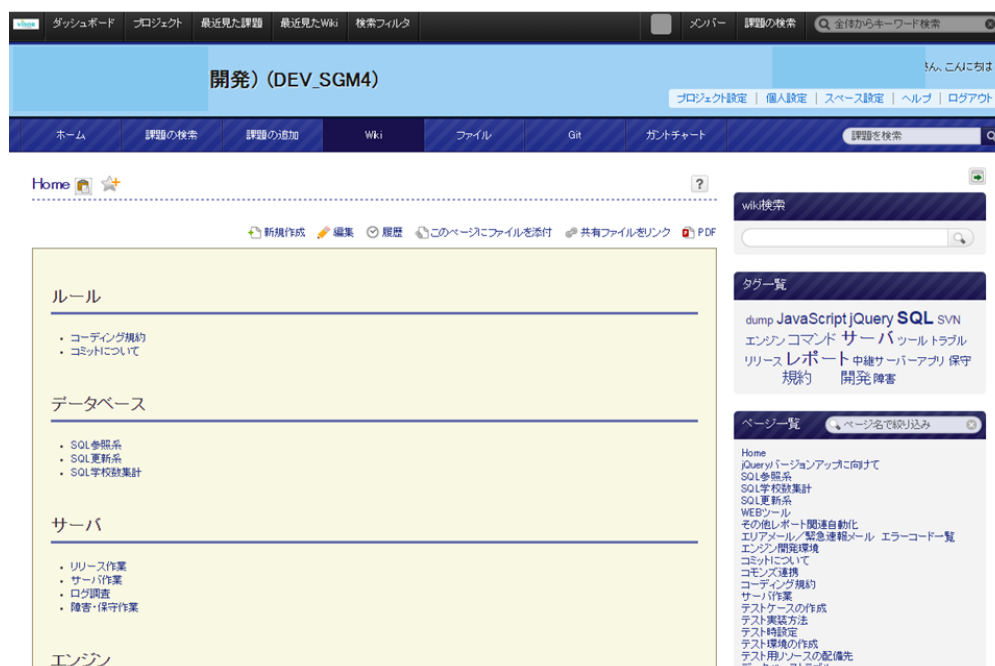 ダッシュボード プロジェクト 最近見た課題 最近見たWiki 検索フィルタ メンバー 課題の検索 全体からキーワード検索
開発) (DEV_SGM4)
さん、こんにちは
プロジェクト設定 | 個人設定 | スペース設定 | ヘルプ | ログアウト
ホーム 課題の検索 課題の追加 Wiki ファイル Git ガントチャート 課題を検索
Home
?
新規作成 編集 履歴 このページにファイルを添付 共有ファイルをリンク PDF
ルール
・ コーディング規約
・ コミットについて
データベース
・ SQL参照系
・ SQL更新系
・ SQL学校数集計
サーバ
・ リリース作業
・ サーバ作業
・ ログ調査
・ 障害・保守作業
エンジン
wiki検索
タグ一覧
dump JavaScript jQuery SQL SVN
エンジン コマンド サーバ ツール トラブル
リリース レポート 中継サーバーアプリ 保守
規約 開発 障害
ページ一覧 ページ名で絞り込み
Home
jQueryバージョンアップに向けて
SQL参照系
SQL学校数集計
SQL更新系
WEBツール
その他レポート関連自動化
エリアメール/緊急速報メール エラーコード一覧
エンジン開発環境
コミットについて
コモンズ連携
コーディング規約
サーバ作業
テストケースの作成
テスト実装方法
テスト時設定
テスト環境の作成
テスト用リソースの配備先